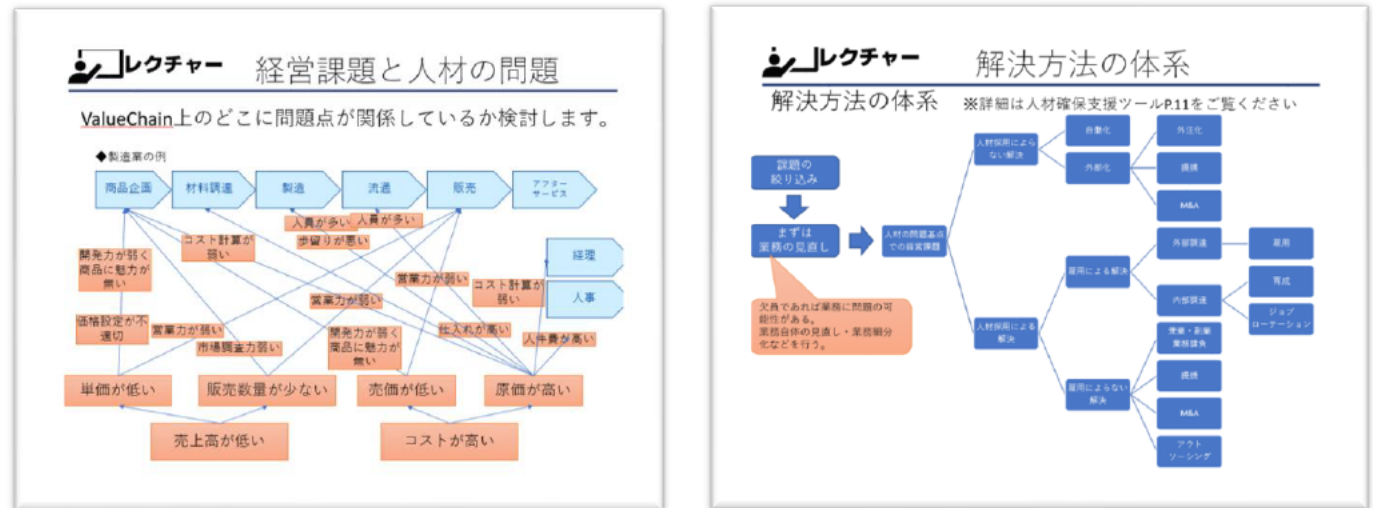 レクチャー
経営課題と人材の問題
ValueChain上のどこに問題点が関係しているか検討します。
◆製造業の例
商品企画
材料調達
製造
流通
販売
アフター
サービス
人員が多い
人員が多い
コスト計算が
弱い
歩留りが悪い
開発力が弱く
商品に魅力が
無い
経理
営業力が弱い
コスト計算が
弱い
人事
営業力が弱い
価格設定が不
適切
営業力が弱い
開発力が弱く
商品に魅力が
無い
仕入れが高い
市場調査力弱い
人件費が高い
単価が低い
販売数量が少ない
売価が低い
原価が高い
売上高が低い
コストが高い
レクチャー
解決方法の体系
解決方法の体系
※詳細は人材確保支援ツールP.11をご覧ください
課題の
絞り込み
まずは
業務の見直し
欠員であれば業務に問題の可
能性がある。
業務自体の見直し・業務細分
化などを行う。
人材の問題基点
での経営課題
人材採用によら
ない解決
自動化
外部化
外注化
提携
M&A
人材採用による
解決
雇用による解決
外部調達
雇用
内部調達
育成
ジョブ
ローテーション
雇用によらない
解決
兼業・副業
業務請負
提携
M&A
アウト
ソーシング